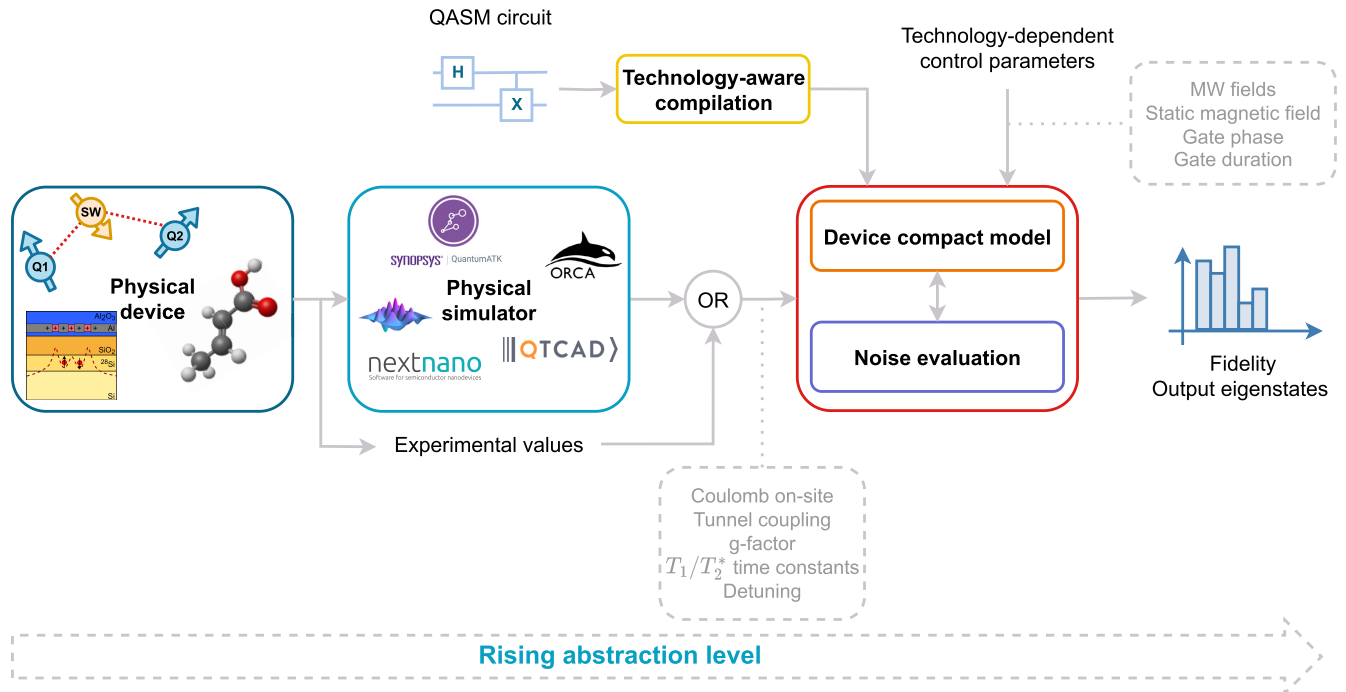 QASM circuit
H
X
Technology-aware
compilation
Technology-dependent
control parameters
MW fields
Static magnetic field
Gate phase
Gate duration
SW
Q1
Q2
Physical
device
Al2O3
+ + + + + +
Al
SiO2
28Si
Si
SYNOPSYS | QuantumATK
ORCA
Physical
simulator
nextnano
Software for semiconductor nanodevices
QTCAD
OR
Experimental values
Device compact model
Noise evaluation
Fidelity
Output eigenstates
Coulomb on-site
Tunnel coupling
g-factor
T1/T2* time constants
Detuning
Rising abstraction level